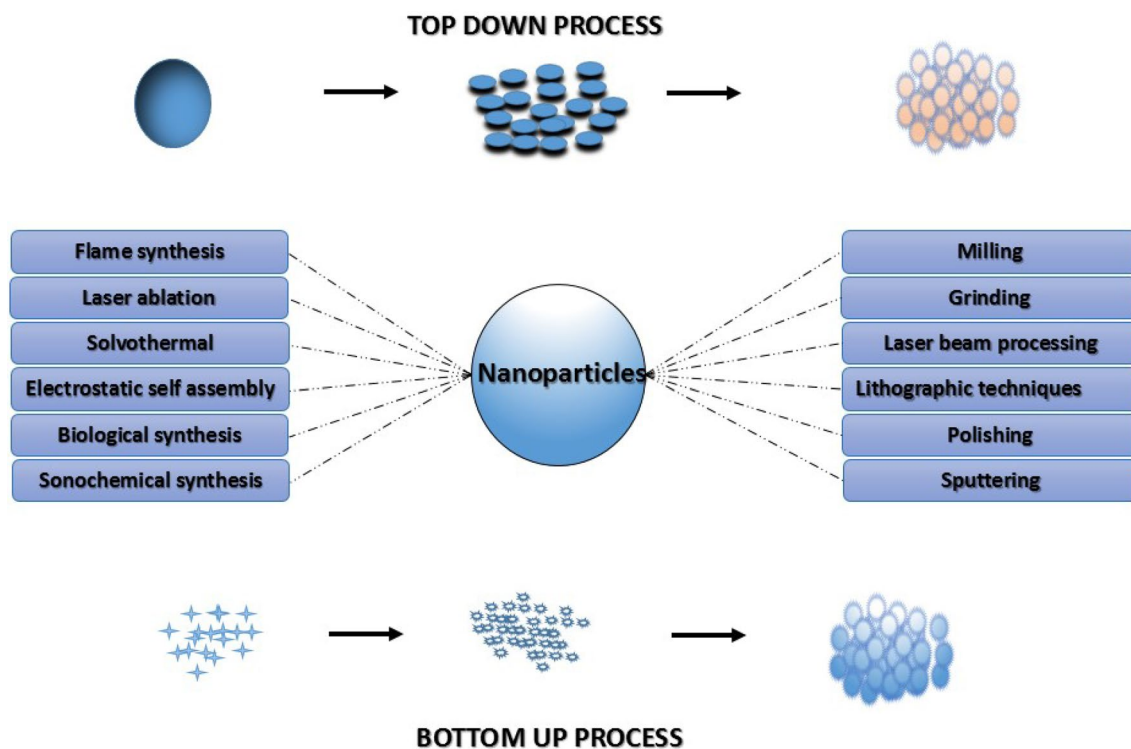 TOP DOWN PROCESS
Flame synthesis
Laser ablation
Solvothermal
Electrostatic self assembly
Biological synthesis
Sonochemical synthesis
Nanoparticles
Milling
Grinding
Laser beam processing
Lithographic techniques
Polishing
Sputtering
BOTTOM UP PROCESS